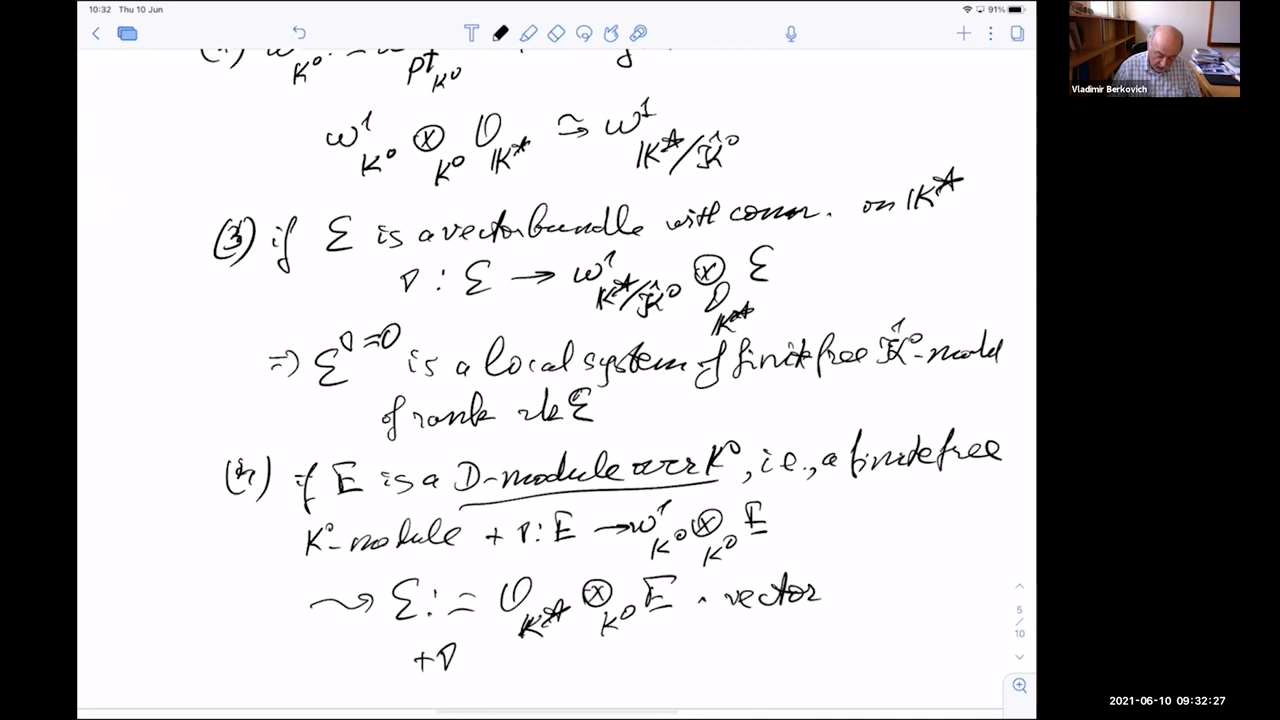 10:32 Thu 10 Jun
91%
Vladimir Berkovich
ω¹_{K°} ⊗_{K°} O_{K☆} ≃ ω¹_{K☆/𝒦̂°}
(3) if ℰ is a vector bundle with conn. on K☆
∇ : ℰ → ω¹_{K☆/𝒦̂°} ⊗_{O_{K☆}} ℰ
⇒ ℰ^{∇=0} is a local system of finite free
of rank rk ℰ
(4) if E is a D-module over K°, i.e., a finite free
K°-module + ∇ : E → ω¹_{K°} ⊗_{K°} E
⇝ ℰ := O_{K☆} ⊗_{K°} E · vector
+∇
5
/
10
2021-06-10 09:32:27